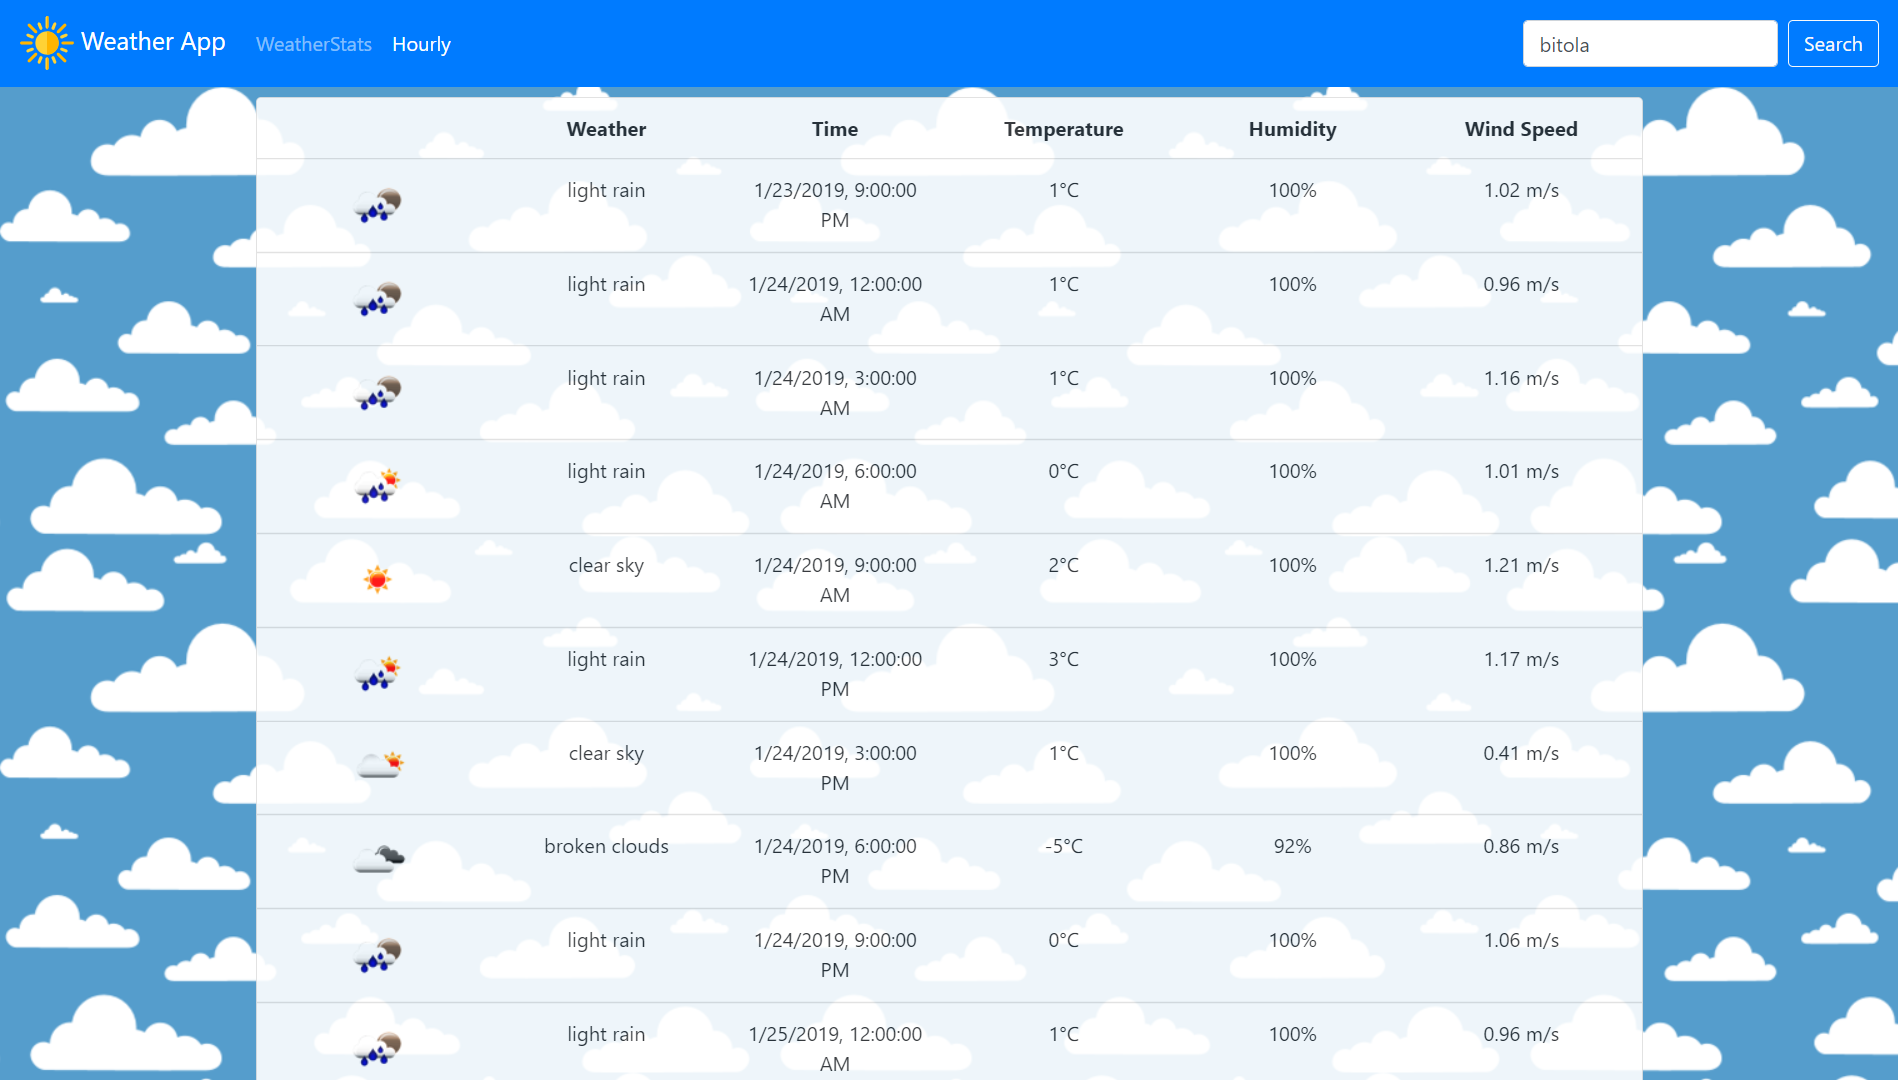 Weather App WeatherStats Hourly bitola Search
Weather Time Temperature Humidity Wind Speed
light rain 1/23/2019, 9:00:00 1°C 100% 1.02 m/s
PM
light rain 1/24/2019, 12:00:00 1°C 100% 0.96 m/s
AM
light rain 1/24/2019, 3:00:00 1°C 100% 1.16 m/s
AM
light rain 1/24/2019, 6:00:00 0°C 100% 1.01 m/s
AM
clear sky 1/24/2019, 9:00:00 2°C 100% 1.21 m/s
AM
light rain 1/24/2019, 12:00:00 3°C 100% 1.17 m/s
PM
clear sky 1/24/2019, 3:00:00 1°C 100% 0.41 m/s
PM
broken clouds 1/24/2019, 6:00:00 -5°C 92% 0.86 m/s
PM
light rain 1/24/2019, 9:00:00 0°C 100% 1.06 m/s
PM
light rain 1/25/2019, 12:00:00 1°C 100% 0.96 m/s
AM